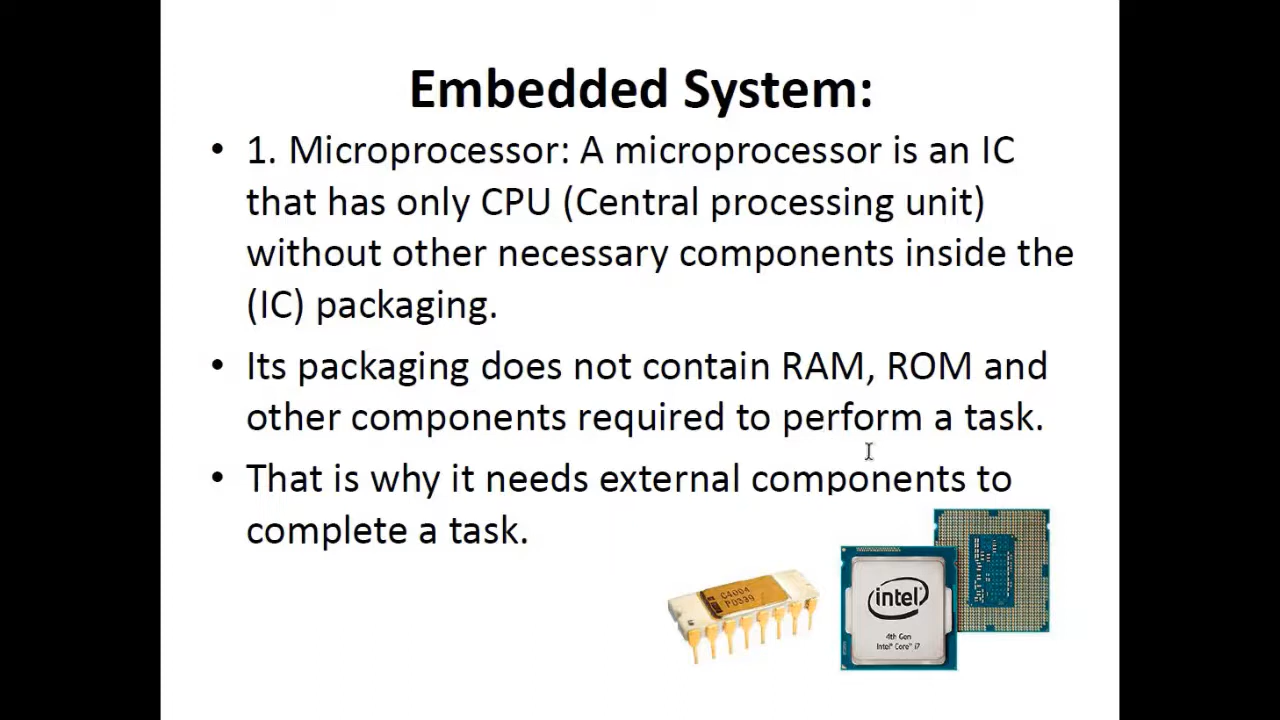 Embedded System:
• 1. Microprocessor: A microprocessor is an IC
that has only CPU (Central processing unit)
without other necessary components inside the
(IC) packaging.
• Its packaging does not contain RAM, ROM and
other components required to perform a task.
• That is why it needs external components to
complete a task.
C4004
P0339
intel
4th Gen
Intel® Core™ i7